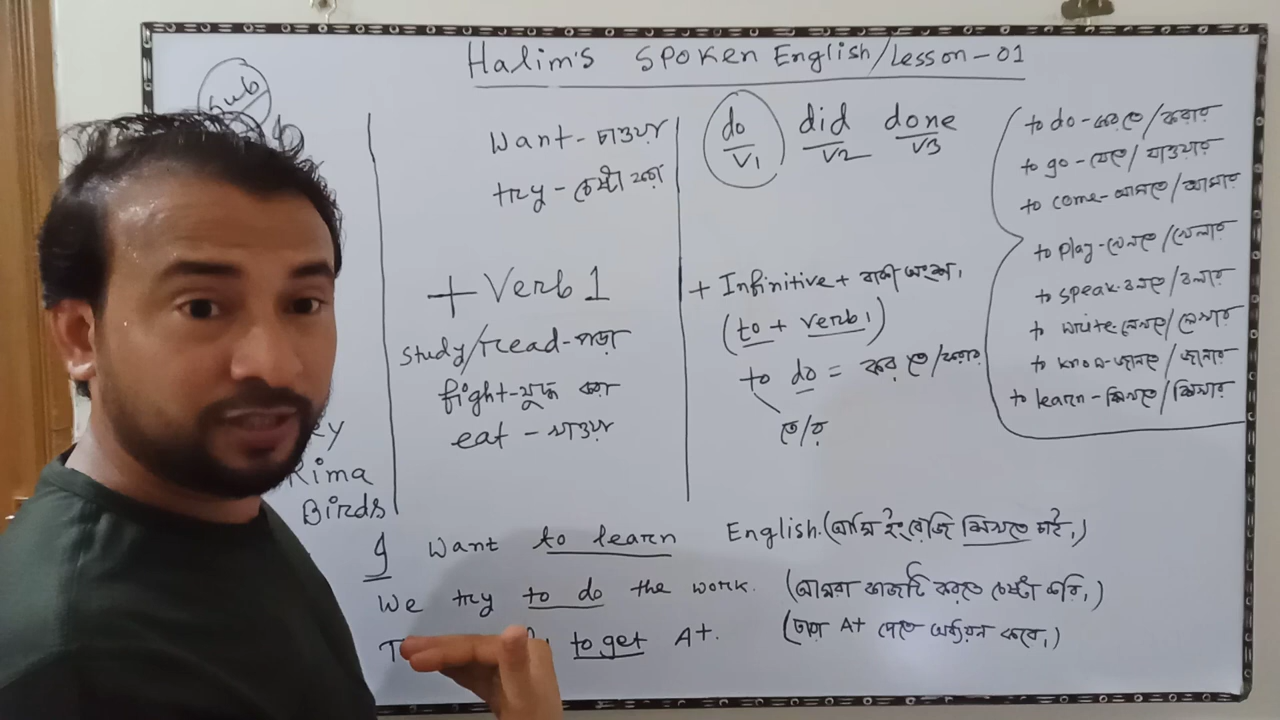 Halim's Spoken English/Lesson-01
Sub
Want - চাওয়া
try - চেষ্টা করা
+ Verb 1
study/read-পড়া
fight-যুদ্ধ করা
eat - খাওয়া
Rima
Birds
do did done
V1 V2 V3
+ Infinitive + বাকী অংশ।
(to + verb1)
to do = করতে/করার
তে/র
to do-করতে/করার
to go-যেতে/যাওয়ার
to come-আসতে/আসার
to play-খেলতে/খেলার
to speak-বলতে/বলার
to write-লেখতে/লেখার
to know-জানতে/জানার
to learn-শিখতে/শিখার
I want to learn English. (আমি ইংরেজি শিখতে চাই।)
We try to do the work. (আমরা কাজটি করতে চেষ্টা করি।)
to get A+. (তারা A+ পেতে অধ্যয়ন করে।)